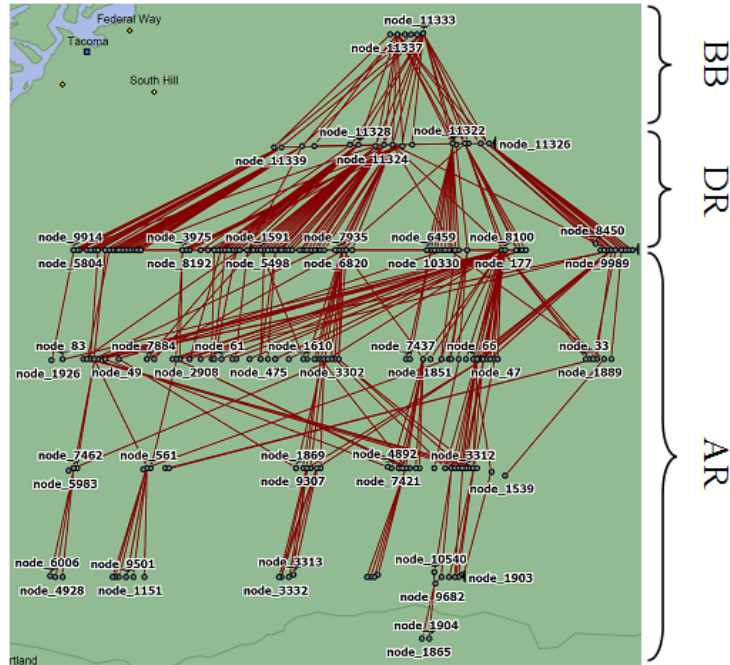 Federal Way
Tacoma
South Hill
node_11333
node_11337
BB
node_11328
node_11322
node_11326
node_11339
node_11324
DR
node_8450
node_9914
node_3975
node_1591
node_7935
node_6459
node_8100
node_5804
node_8192
node_5498
node_6820
node_10330
node_177
node_9989
node_83
node_7884
node_61
node_1610
node_7437
node_66
node_33
node_1926
node_49
node_2908
node_475
node_3302
node_1851
node_47
node_1889
AR
node_7462
node_561
node_1869
node_4892
node_3312
node_5983
node_9307
node_7421
node_1539
node_6006
node_9501
node_3313
node_10540
node_1903
node_4928
node_1151
node_3332
node_9682
node_1904
node_1865
rtland